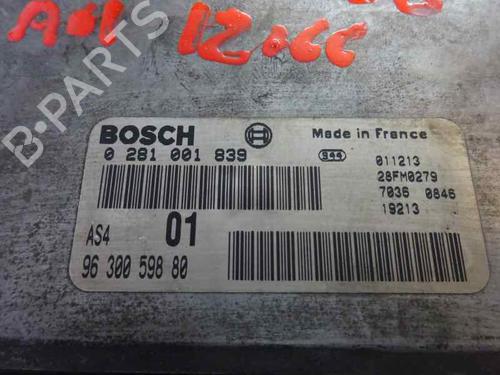 BOSCH
Made in France
0 281 001 839
944
011213
28FM0279
7036 0846
19213
AS4
01
96 300 598 80
B-PARTS